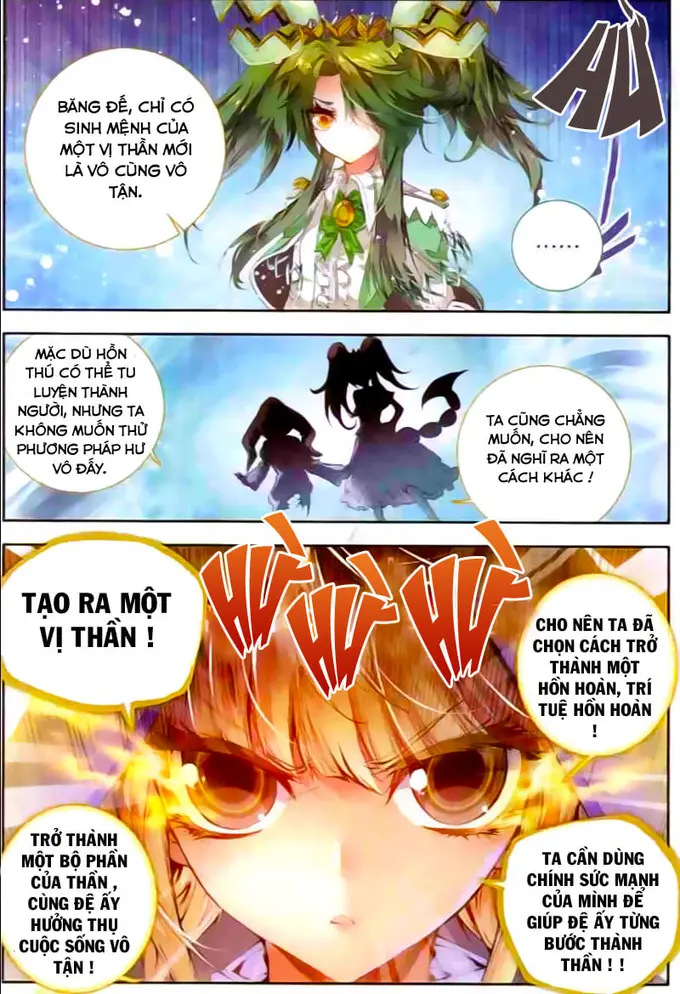 BĂNG ĐẾ, CHỈ CÓ
SINH MỆNH CỦA
MỘT VỊ THẦN MỚI
LÀ VÔ CÙNG VÔ
TẬN.
HƯ
......
MẶC DÙ HỒN
THÚ CÓ THỂ TU
LUYỆN THÀNH
NGƯỜI, NHƯNG TA
KHÔNG MUỐN THỬ
PHƯƠNG PHÁP HƯ
VÔ ĐẤY.
TA CŨNG CHẲNG
MUỐN, CHO NÊN
ĐÃ NGHĨ RA MỘT
CÁCH KHÁC !
TẠO RA MỘT
VỊ THẦN !
HỪ
HỪ
HỪ
CHO NÊN TA ĐÃ
CHỌN CÁCH TRỞ
THÀNH MỘT
HỒN HOÀN, TRÍ
TUỆ HỒN HOÀN
!
TRỞ THÀNH
MỘT BỘ PHẦN
CỦA THẦN ,
CÙNG ĐỆ ẤY
HƯỞNG THỤ
CUỘC SỐNG VÔ
TẬN ! !
TA CẦN DÙNG
CHÍNH SỨC MẠNH
CỦA MÌNH ĐỂ
GIÚP ĐỆ ẤY TỪNG
BƯỚC THÀNH
THẦN ! !